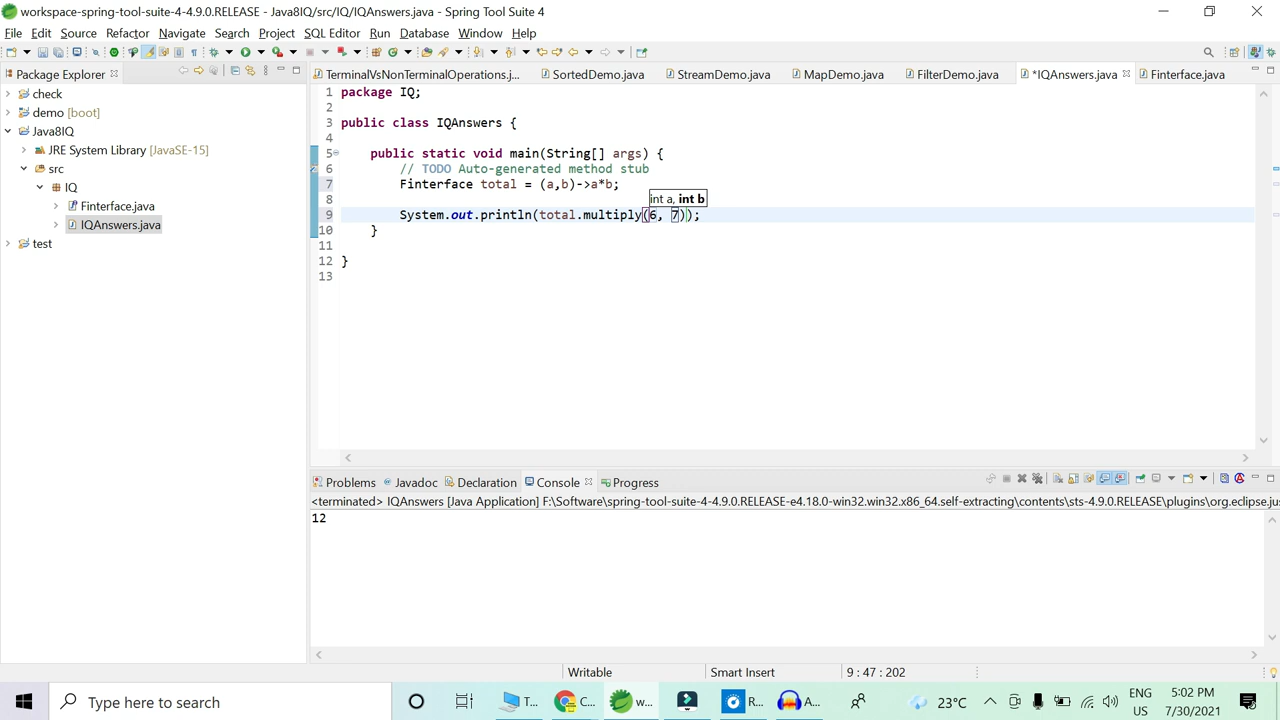 workspace-spring-tool-suite-4-4.9.0.RELEASE - Java8IQ/src/IQ/IQAnswers.java - Spring Tool Suite 4
File Edit Source Refactor Navigate Search Project Run SQL Editor Run Database Window Help
Package Explorer
TerminalVsNonTerminalOperations.j... SortedDemo.java StreamDemo.java MapDemo.java FilterDemo.java *IQAnswers.java Finterface.java
check
demo [boot]
Java8IQ
JRE System Library [JavaSE-15]
src
IQ
Finterface.java
IQAnswers.java
test
1 package IQ;
2
3 public class IQAnswers {
4
5 public static void main(String[] args) {
6 // TODO Auto-generated method stub
7 Finterface total = (a,b)->a*b;
8 int a, int b
9 System.out.println(total.multiply(6, 7));
10 }
11
12 }
13
Problems Javadoc Declaration Console Progress
<terminated> IQAnswers [Java Application] F:\Software\spring-tool-suite-4-4.9.0.RELEASE-e4.18.0-win32.win32.x86_64.self-extracting\contents\sts-4.9.0.RELEASE\plugins\org.eclipse.jus
12
Writable Smart Insert 9 : 47 : 202
Type here to search
T... C... w... R... A...
23°C
ENG
US
5:02 PM
7/30/2021